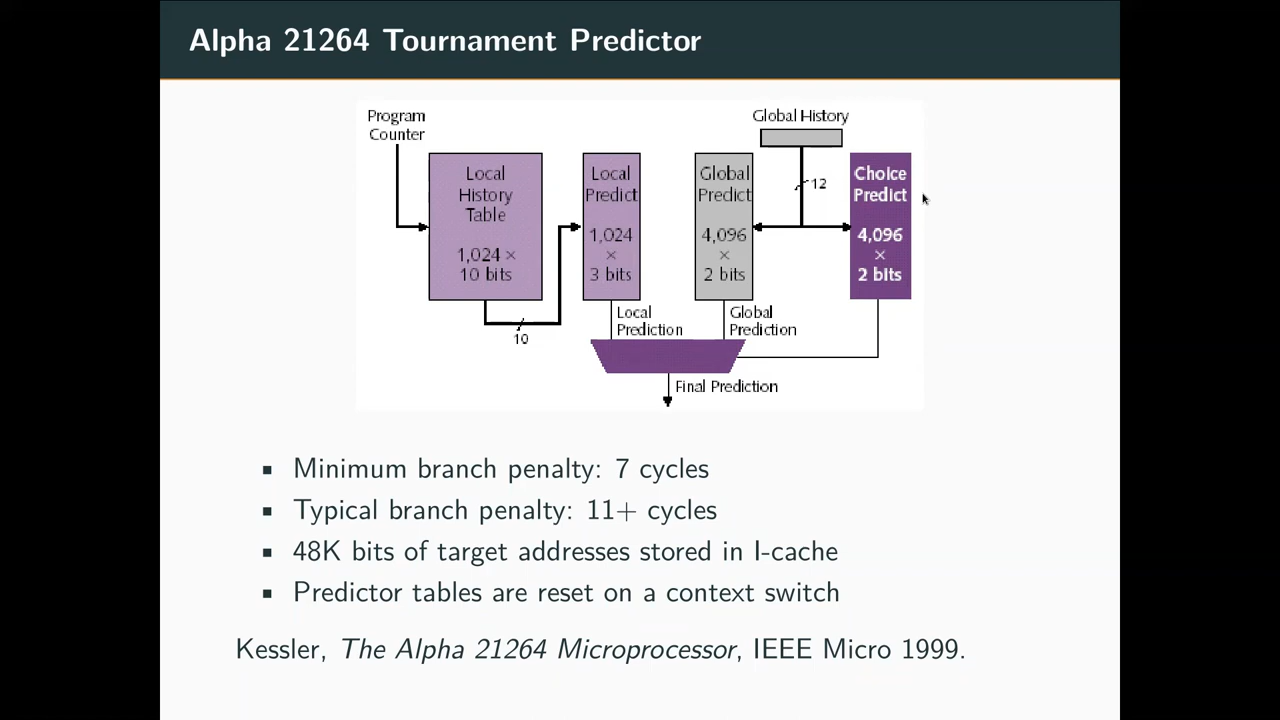 Alpha 21264 Tournament Predictor
Program
Counter
Local
History
Table
1,024 ×
10 bits
10
Local
Predict
1,024
×
3 bits
Global
Predict
4,096
×
2 bits
Global History
12
Choice
Predict
4,096
×
2 bits
Local
Prediction
Global
Prediction
Final Prediction
▪ Minimum branch penalty: 7 cycles
▪ Typical branch penalty: 11+ cycles
▪ 48K bits of target addresses stored in I-cache
▪ Predictor tables are reset on a context switch
Kessler, The Alpha 21264 Microprocessor, IEEE Micro 1999.